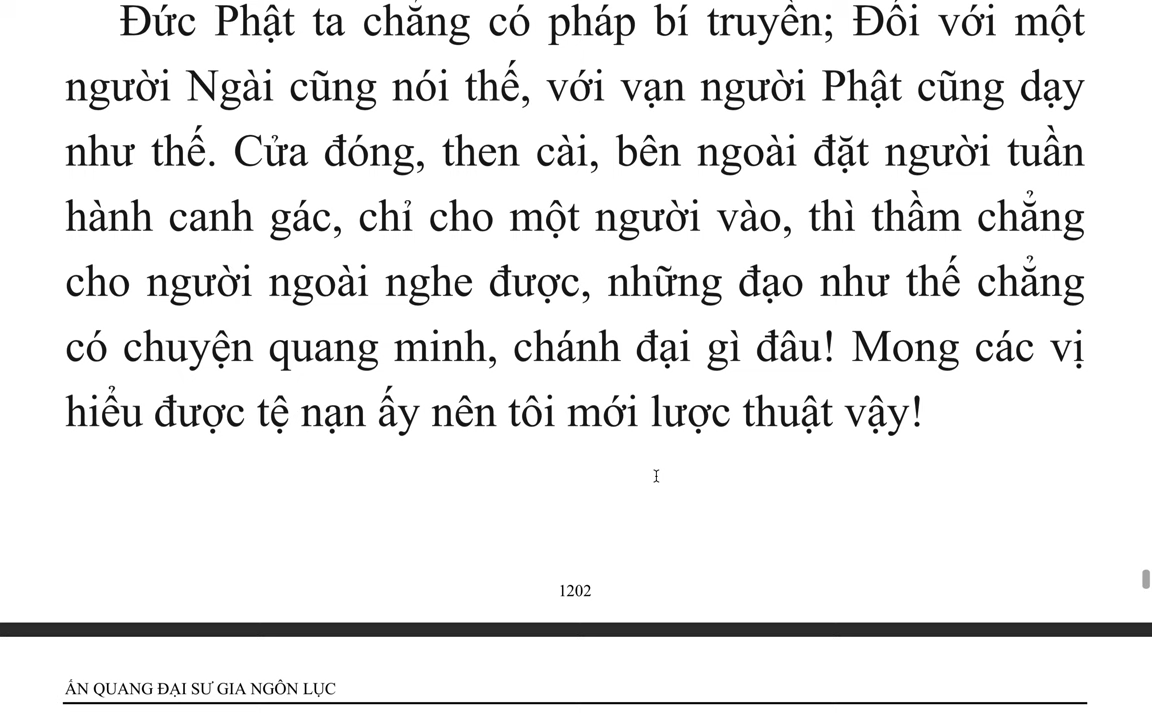 Đức Phật ta chẳng có pháp bí truyền; Đối với một
người Ngài cũng nói thế, với vạn người Phật cũng dạy
như thế. Cửa đóng, then cài, bên ngoài đặt người tuần
hành canh gác, chỉ cho một người vào, thì thầm chẳng
cho người ngoài nghe được, những đạo như thế chẳng
có chuyện quang minh, chánh đại gì đâu! Mong các vị
hiểu được tệ nạn ấy nên tôi mới lược thuật vậy!
1202
ẤN QUANG ĐẠI SƯ GIA NGÔN LỤC